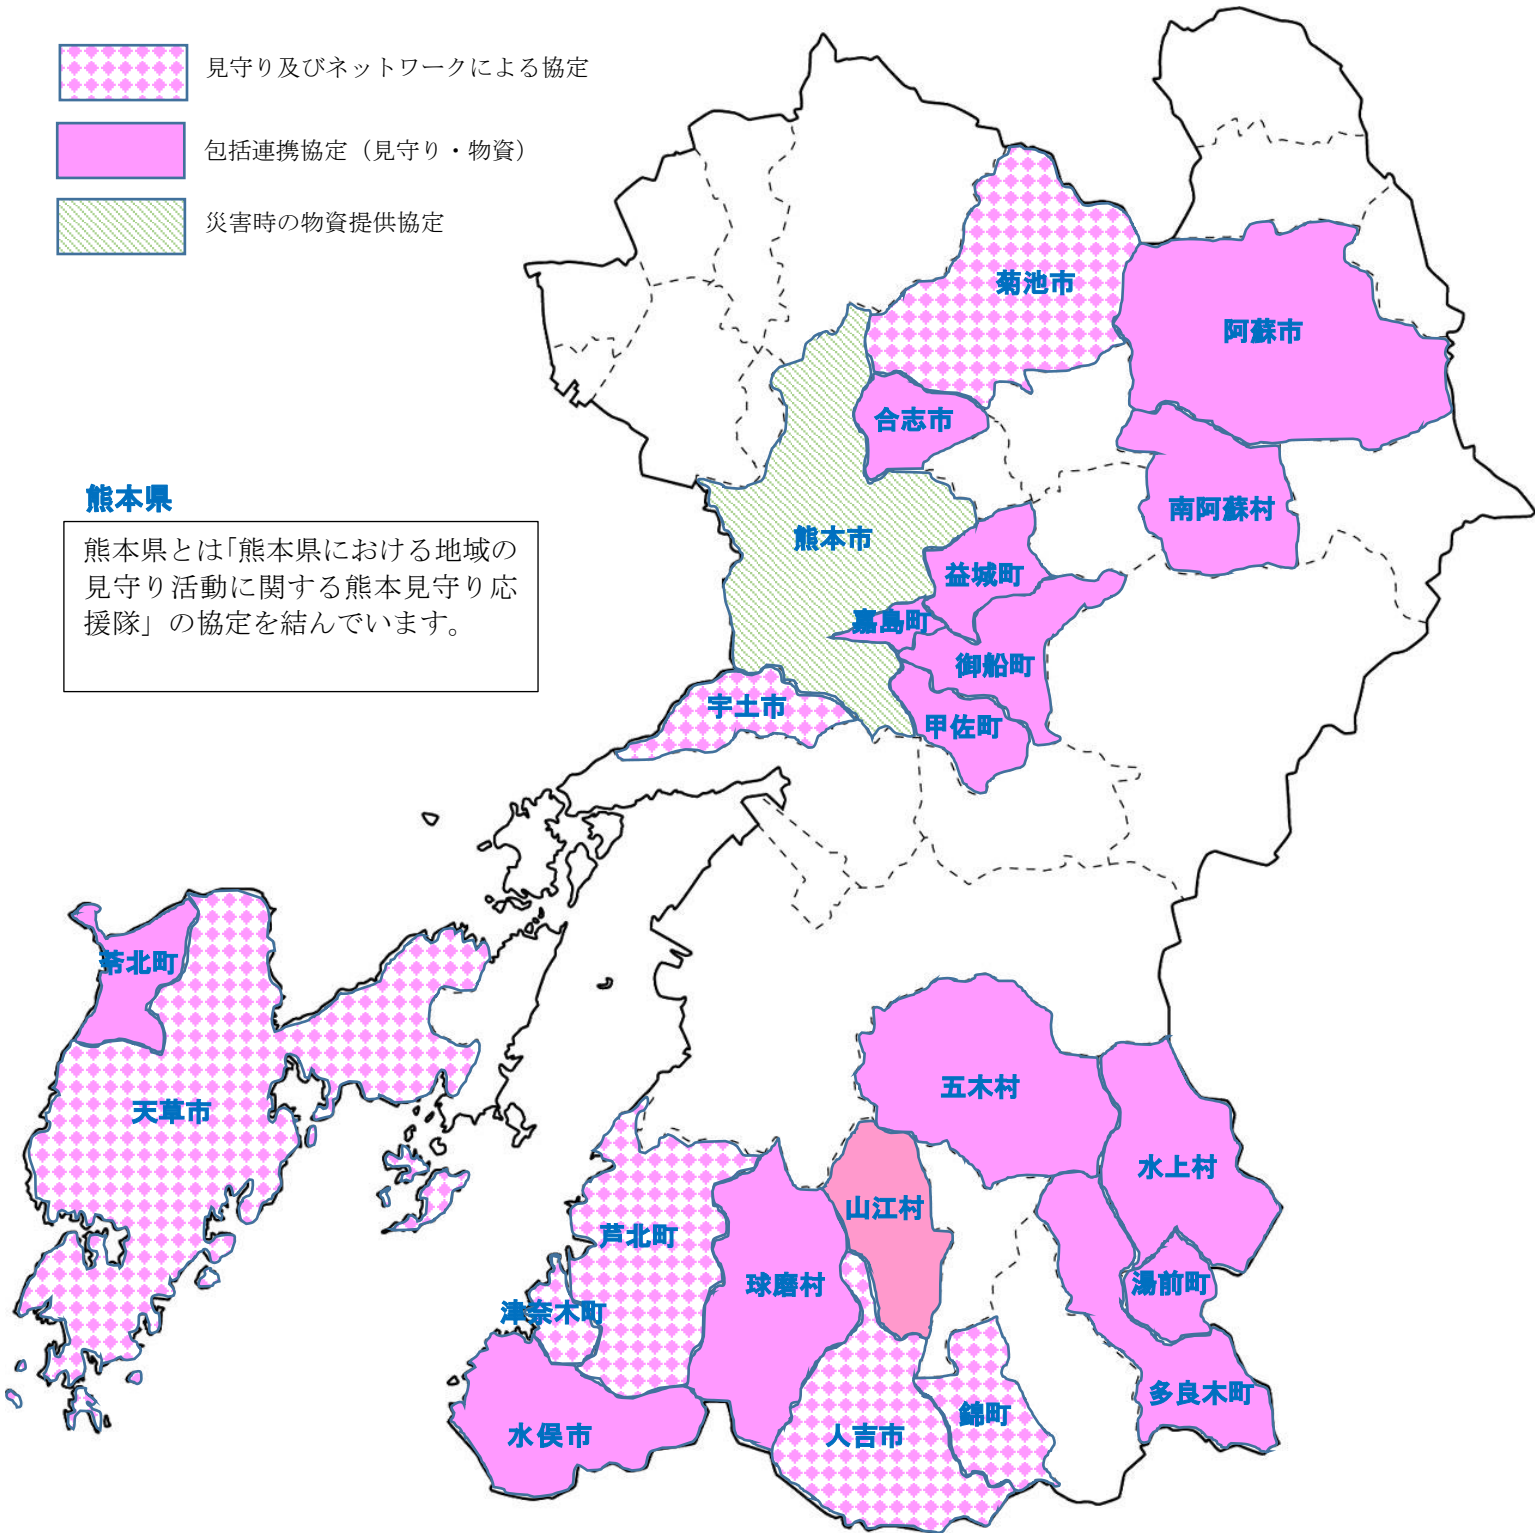 見守り及びネットワークによる協定
包括連携協定（見守り・物資）
災害時の物資提供協定
菊池市
阿蘇市
合志市
熊本県
南阿蘇村
熊本市
熊本県とは「熊本県における地域の
見守り活動に関する熊本見守り応
援隊」の協定を結んでいます。
益城町
嘉島町
御船町
宇土市
甲佐町
苓北町
五木村
天草市
水上村
山江村
芦北町
球磨村
湯前町
津奈木町
多良木町
錦町
水俣市
人吉市